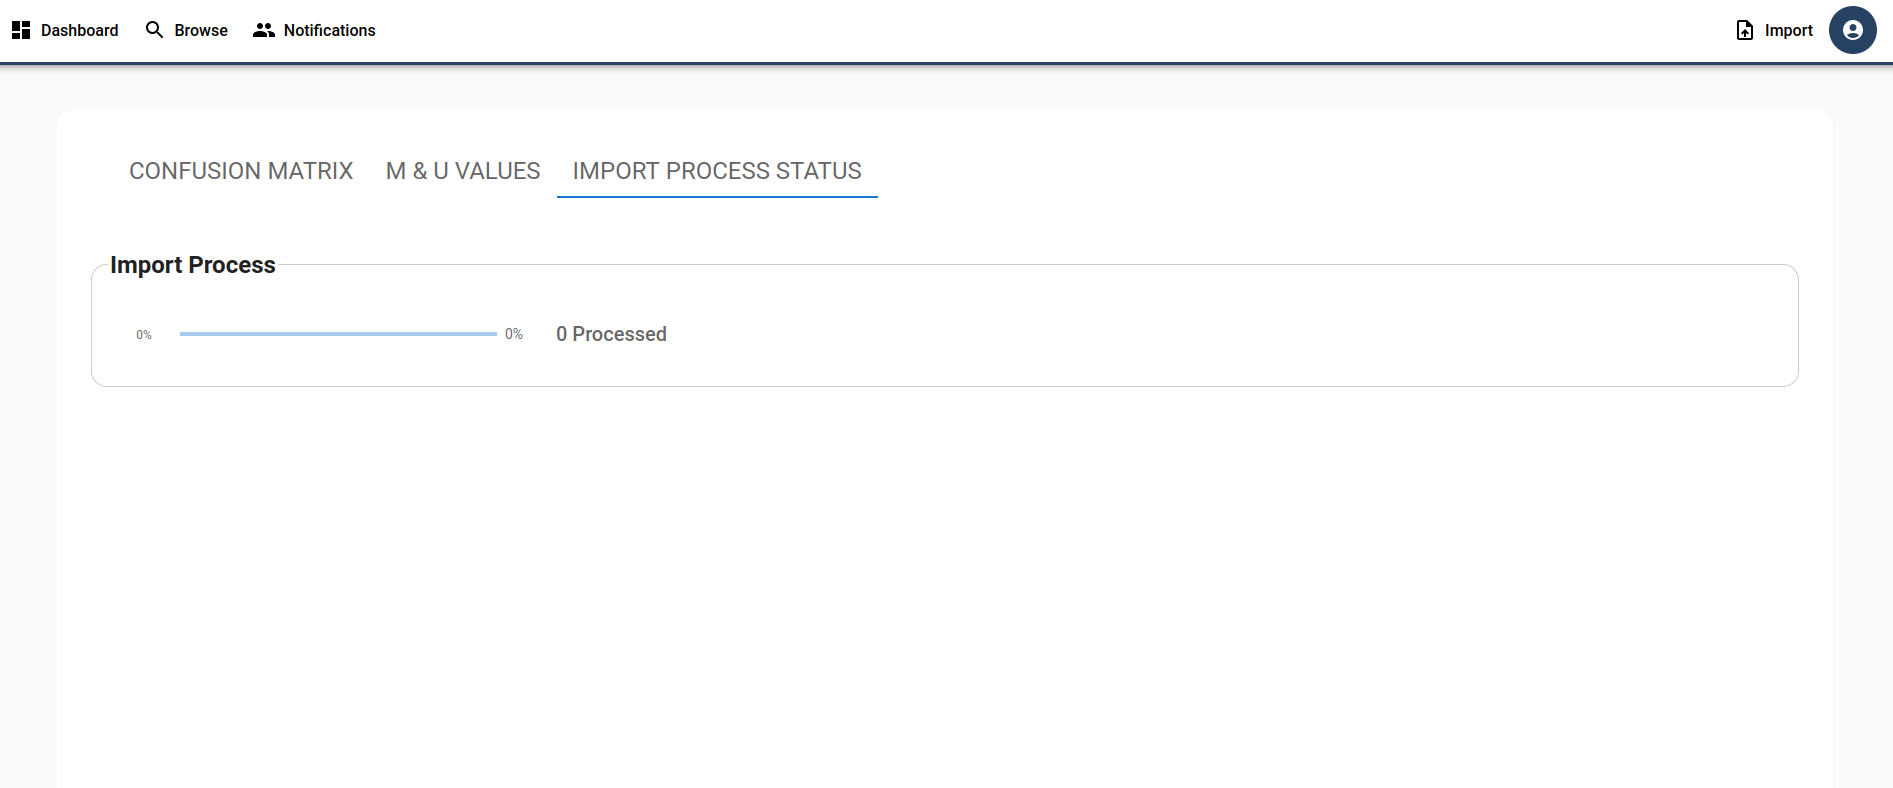 Dashboard Browse Notifications Import
CONFUSION MATRIX M & U VALUES IMPORT PROCESS STATUS
Import Process
0% 0% 0 Processed